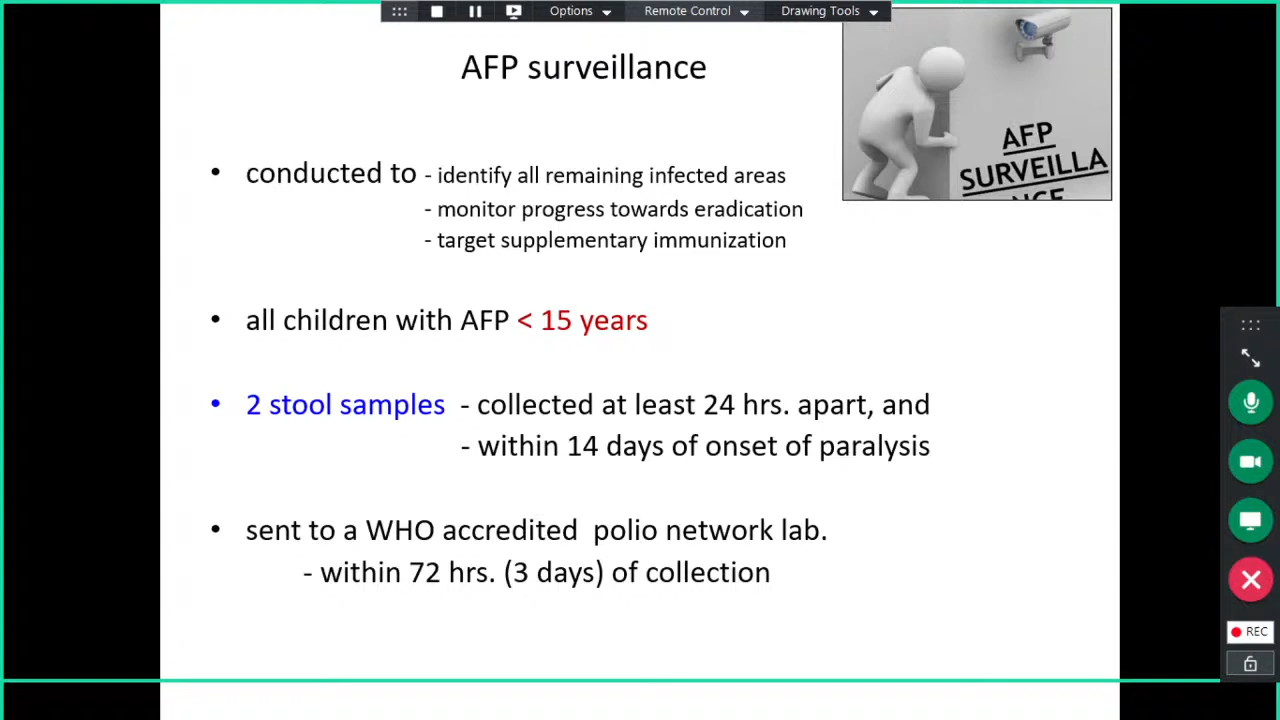 Options
Remote Control
Drawing Tools
AFP surveillance
AFP
SURVEILLA
NCE
• conducted to - identify all remaining infected areas
- monitor progress towards eradication
- target supplementary immunization
• all children with AFP < 15 years
• 2 stool samples - collected at least 24 hrs. apart, and
- within 14 days of onset of paralysis
• sent to a WHO accredited polio network lab.
- within 72 hrs. (3 days) of collection
REC